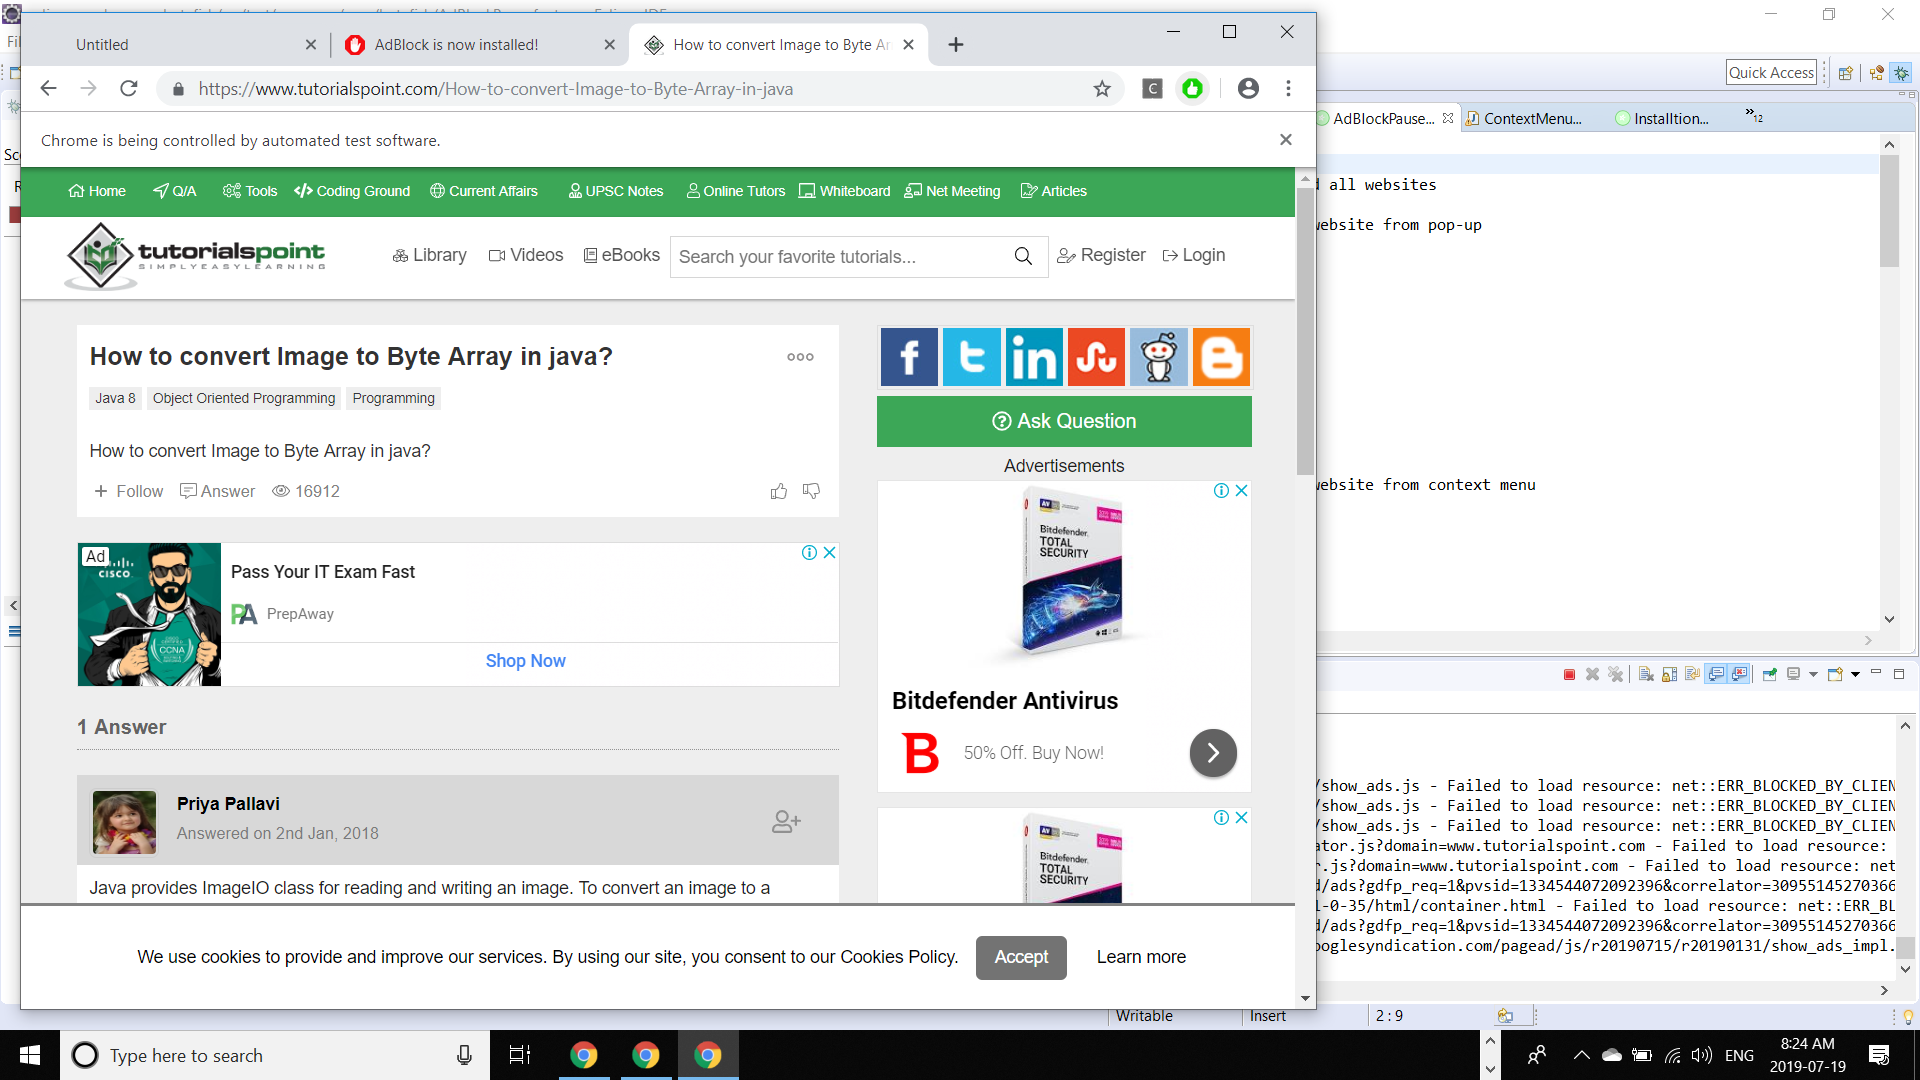 Untitled
AdBlock is now installed!
How to convert Image to Byte Ar
https://www.tutorialspoint.com/How-to-convert-Image-to-Byte-Array-in-java
C
Chrome is being controlled by automated test software.
Home
Q/A
Tools
Coding Ground
Current Affairs
UPSC Notes
Online Tutors
Whiteboard
Net Meeting
Articles
tutorialspoint
SIMPLYEASYLEARNING
Library
Videos
eBooks
Search your favorite tutorials...
Register
Login
How to convert Image to Byte Array in java?
Java 8
Object Oriented Programming
Programming
How to convert Image to Byte Array in java?
Follow
Answer
16912
Ad
CISCO
CCNA
Pass Your IT Exam Fast
PA PrepAway
Shop Now
1 Answer
Priya Pallavi
Answered on 2nd Jan, 2018
Java provides ImageIO class for reading and writing an image. To convert an image to a
Ask Question
Advertisements
Bitdefender
TOTAL
SECURITY
Bitdefender Antivirus
B 50% Off. Buy Now!
Bitdefender
TOTAL
SECURITY
We use cookies to provide and improve our services. By using our site, you consent to our Cookies Policy.
Accept
Learn more
Quick Access
AdBlockPause...
ContextMenu...
Installtion...
12
all websites
website from pop-up
website from context menu
/show_ads.js - Failed to load resource: net::ERR_BLOCKED_BY_CLIEN
/show_ads.js - Failed to load resource: net::ERR_BLOCKED_BY_CLIEN
/show_ads.js - Failed to load resource: net::ERR_BLOCKED_BY_CLIEN
ator.js?domain=www.tutorialspoint.com - Failed to load resource:
r.js?domain=www.tutorialspoint.com - Failed to load resource: net
d/ads?gdfp_req=1&pvsid=1334544072092396&correlator=30955145270366
1-0-35/html/container.html - Failed to load resource: net::ERR_BL
d/ads?gdfp_req=1&pvsid=1334544072092396&correlator=30955145270366
oglesyndication.com/pagead/js/r20190715/r20190131/show_ads_impl.
Writable
Insert
2:9
Type here to search
ENG
8:24 AM
2019-07-19